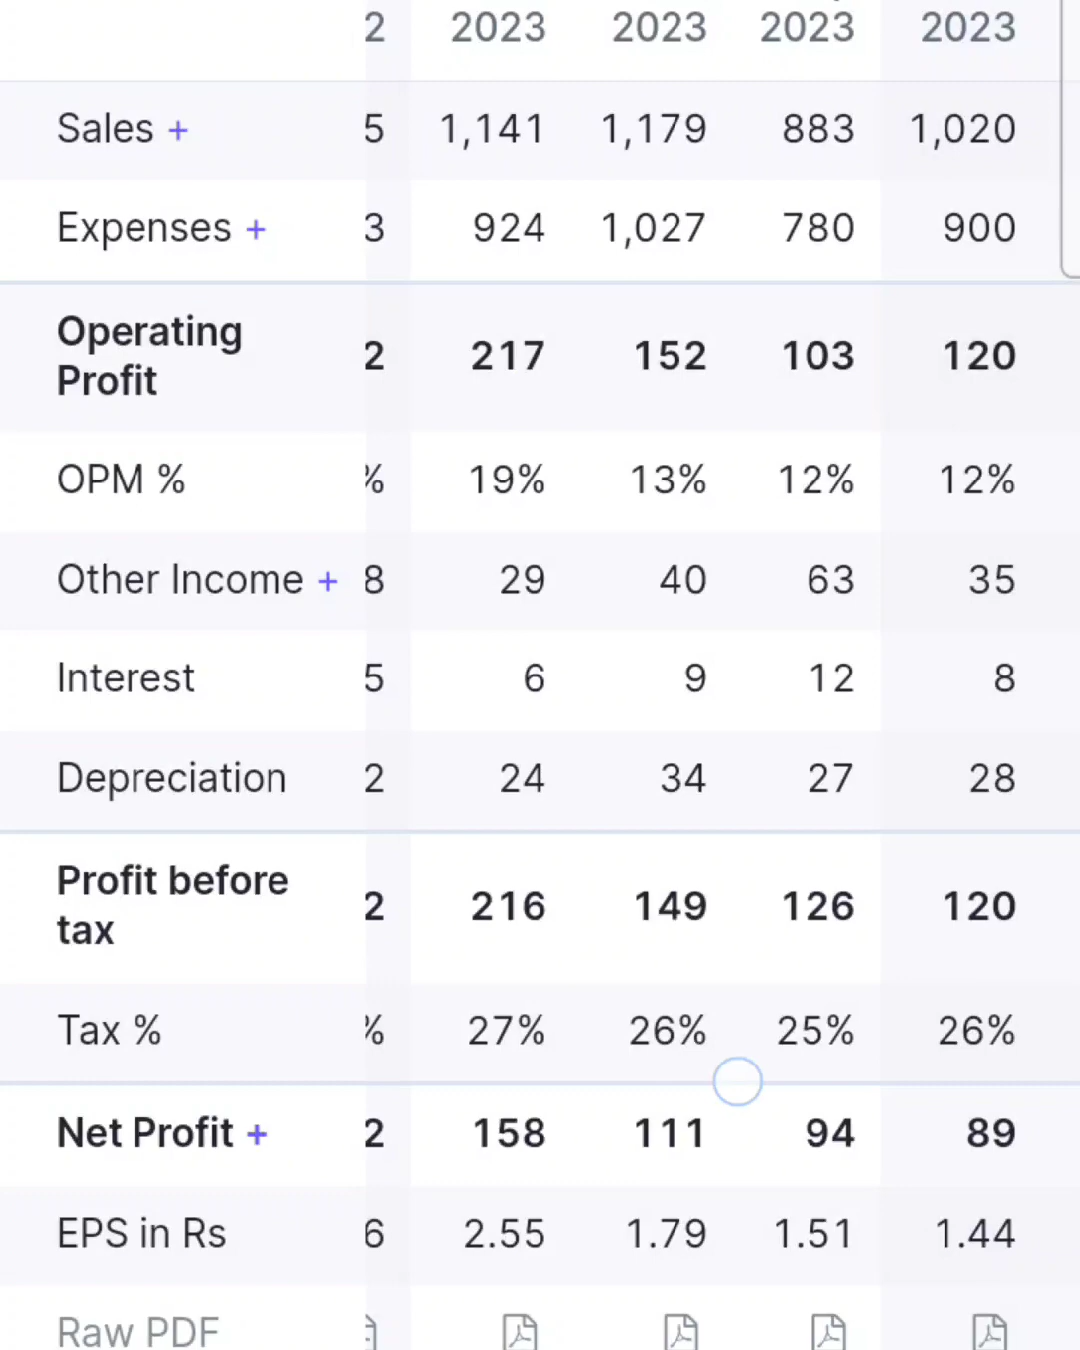 2 2023 2023 2023 2023
Sales + 5 1,141 1,179 883 1,020
Expenses + 3 924 1,027 780 900
Operating
Profit 2 217 152 103 120
OPM % % 19% 13% 12% 12%
Other Income + 8 29 40 63 35
Interest 5 6 9 12 8
Depreciation 2 24 34 27 28
Profit before
tax 2 216 149 126 120
Tax % % 27% 26% 25% 26%
Net Profit + 2 158 111 94 89
EPS in Rs 6 2.55 1.79 1.51 1.44
Raw PDF